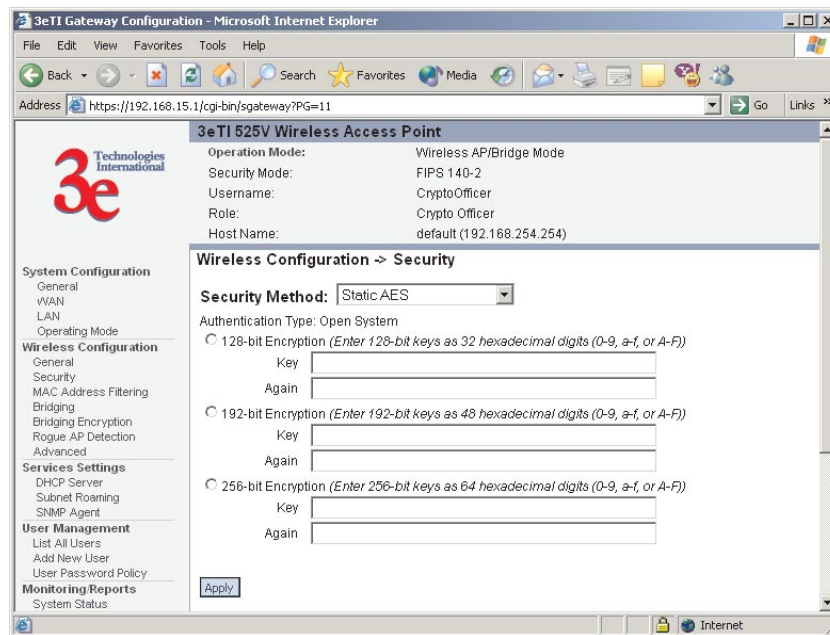 3eTI Gateway Configuration - Microsoft Internet Explorer
File Edit View Favorites Tools Help
Back Search Favorites Media
Address https://192.168.15.1/cgi-bin/sgateway?PG=11 Go Links »
3e Technologies International
System Configuration
General
WAN
LAN
Operating Mode
Wireless Configuration
General
Security
MAC Address Filtering
Bridging
Bridging Encryption
Rogue AP Detection
Advanced
Services Settings
DHCP Server
Subnet Roaming
SNMP Agent
User Management
List All Users
Add New User
User Password Policy
Monitoring/Reports
System Status
3eTI 525V Wireless Access Point
Operation Mode: Wireless AP/Bridge Mode
Security Mode: FIPS 140-2
Username: CryptoOfficer
Role: Crypto Officer
Host Name: default (192.168.254.254)
Wireless Configuration -> Security
Security Method: Static AES
Authentication Type: Open System
128-bit Encryption (Enter 128-bit keys as 32 hexadecimal digits (0-9, a-f, or A-F))
Key
Again
192-bit Encryption (Enter 192-bit keys as 48 hexadecimal digits (0-9, a-f, or A-F))
Key
Again
256-bit Encryption (Enter 256-bit keys as 64 hexadecimal digits (0-9, a-f, or A-F))
Key
Again
Apply
Internet